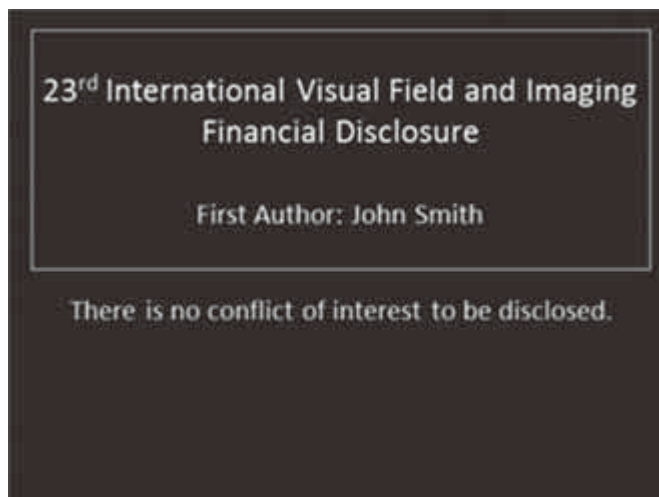 23rd International Visual Field and Imaging
Financial Disclosure
First Author: John Smith
There is no conflict of interest to be disclosed.